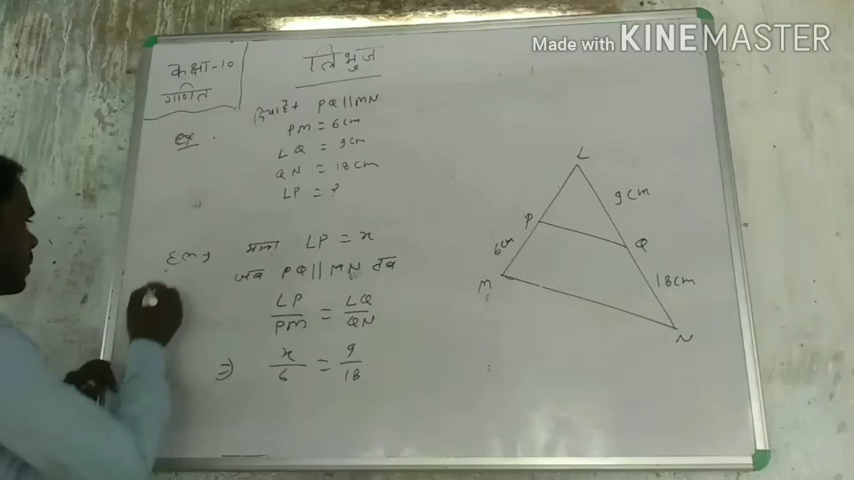 Made with KINEMASTER
कक्षा-10
गणित
त्रिभुज
ex.
दिया है PQ || MN
PM = 6cm
LQ = 9cm
QN = 18cm
LP = ?
हल माना LP = x
जब PQ || MN तब
LP/PM = LQ/QN
⇒ x/6 = 9/18
L
9cm
P
Q
6cm
M
18cm
N